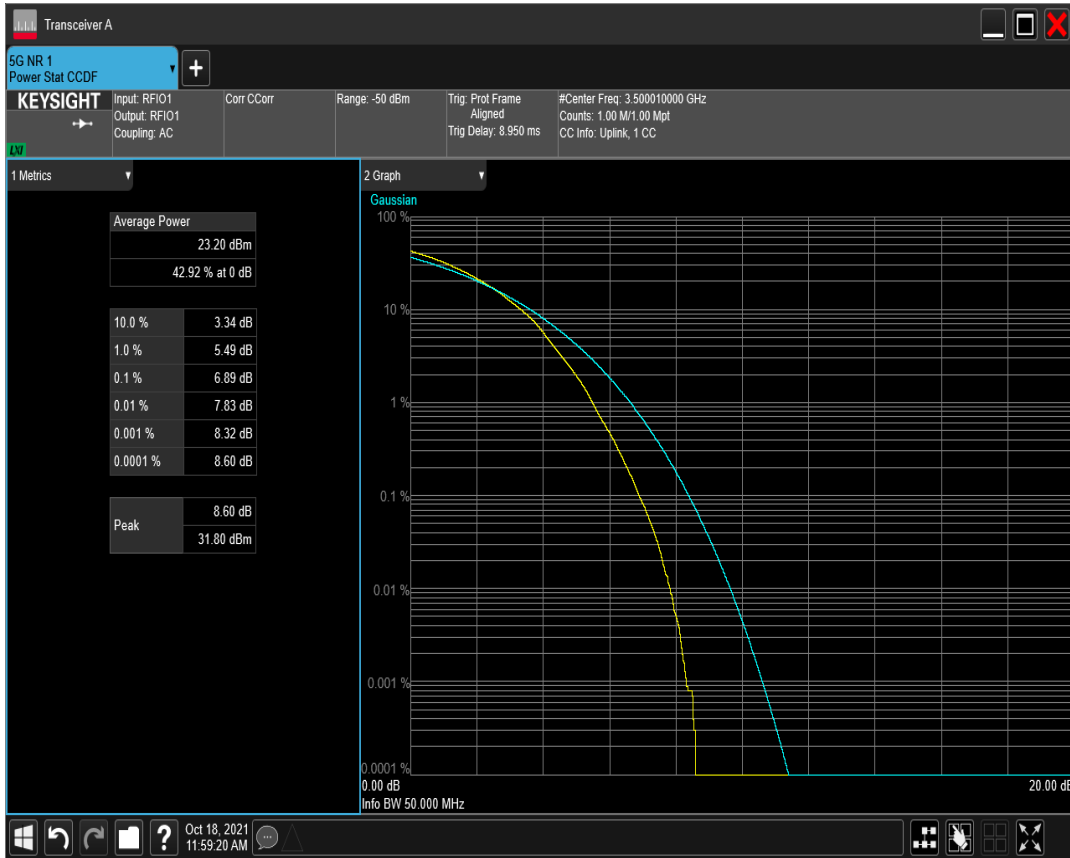 Transceiver A
5G NR 1
Power Stat CCDF
KEYSIGHT
LXI
Input: RFIO1
Output: RFIO1
Coupling: AC
Corr CCorr
Range: -50 dBm
Trig: Prot Frame
Aligned
Trig Delay: 8.950 ms
#Center Freq: 3.500010000 GHz
Counts: 1.00 M/1.00 Mpt
CC Info: Uplink, 1 CC
1 Metrics
Average Power
23.20 dBm
42.92 % at 0 dB
10.0 % 3.34 dB
1.0 % 5.49 dB
0.1 % 6.89 dB
0.01 % 7.83 dB
0.001 % 8.32 dB
0.0001 % 8.60 dB
Peak
8.60 dB
31.80 dBm
2 Graph
Gaussian
100 %
10 %
1 %
0.1 %
0.01 %
0.001 %
0.0001 %
0.00 dB 20.00 dB
Info BW 50.000 MHz
Oct 18, 2021
11:59:20 AM